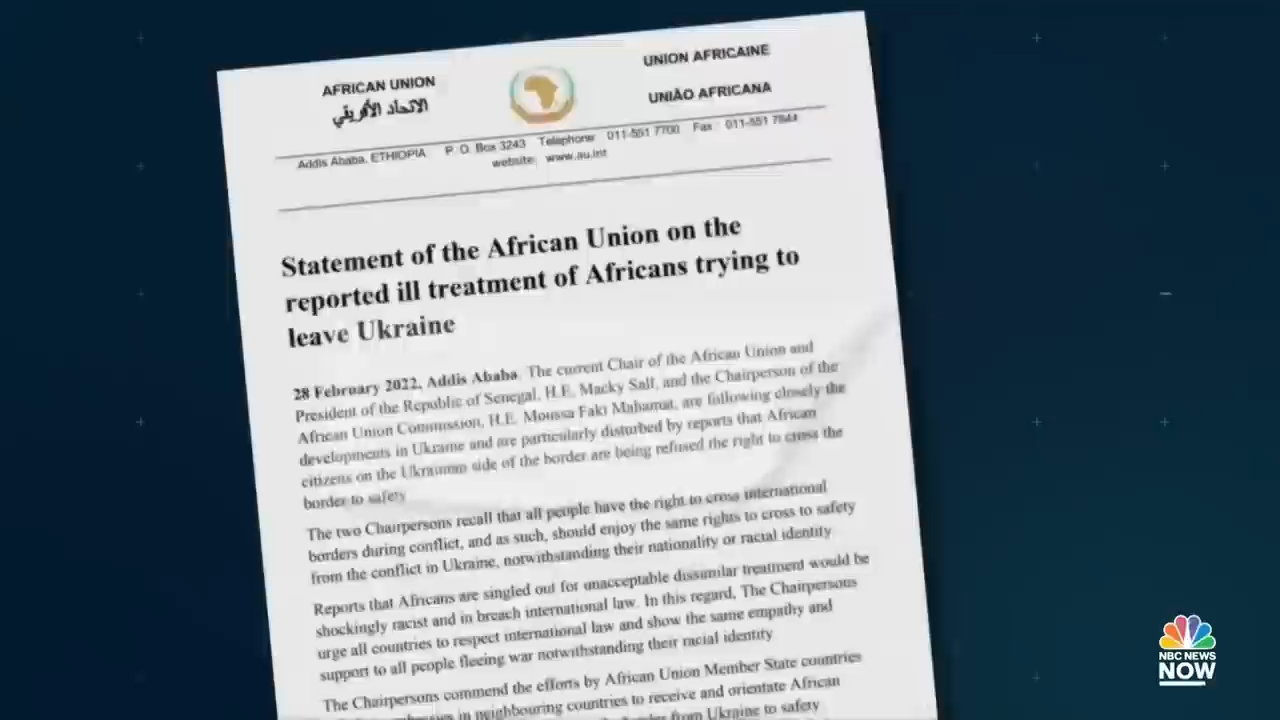 AFRICAN UNION
الاتحاد الأفريقي
UNION AFRICAINE
UNIÃO AFRICANA
Addis Ababa, ETHIOPIA P. O. Box 3243 Telephone 011-551 7700 Fax 011-551 7844
website: www.au.int
Statement of the African Union on the
reported ill treatment of Africans trying to
leave Ukraine
28 February 2022, Addis Ababa. The current Chair of the African Union and
President of the Republic of Senegal, H.E. Macky Sall, and the Chairperson of the
African Union Commission, H.E. Moussa Faki Mahamat, are following closely the
developments in Ukraine and are particularly disturbed by reports that African
citizens on the Ukrainian side of the border are being refused the right to cross the
border to safety
The two Chairpersons recall that all people have the right to cross international
borders during conflict, and as such, should enjoy the same rights to cross to safety
from the conflict in Ukraine, notwithstanding their nationality or racial identity
Reports that Africans are singled out for unacceptable dissimilar treatment would be
shockingly racist and in breach international law. In this regard, The Chairpersons
urge all countries to respect international law and show the same empathy and
support to all people fleeing war notwithstanding their racial identity
The Chairpersons commend the efforts by African Union Member State countries
in neighbouring countries to receive and orientate African
from Ukraine to safety
NBC NEWS
NOW